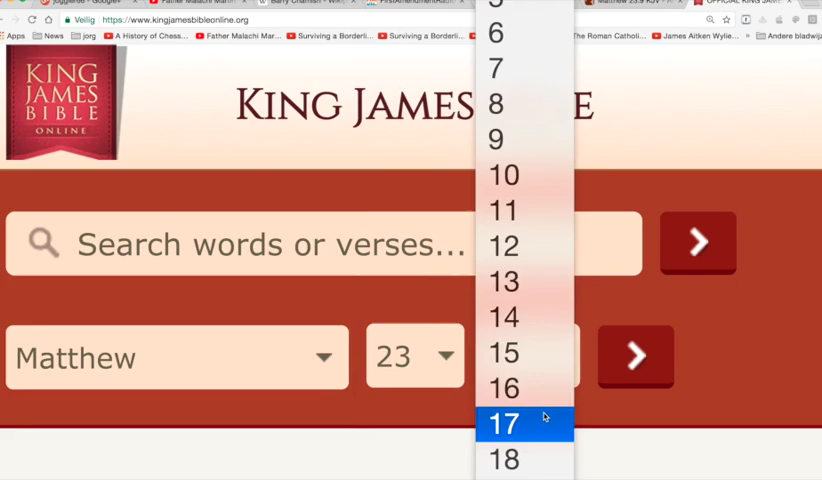 Veilig https://www.kingjamesbibleonline.org
Apps News jorg A History of Chess... Father Malachi Mar... Surviving a Borderli... Surviving a Borderli... The Roman Catholi... James Aitken Wylie... Andere bladwij
KING
JAMES
BIBLE
ONLINE
KING JAMES
E
Search words or verses...
Matthew
23
6
7
8
9
10
11
12
13
14
15
16
17
18